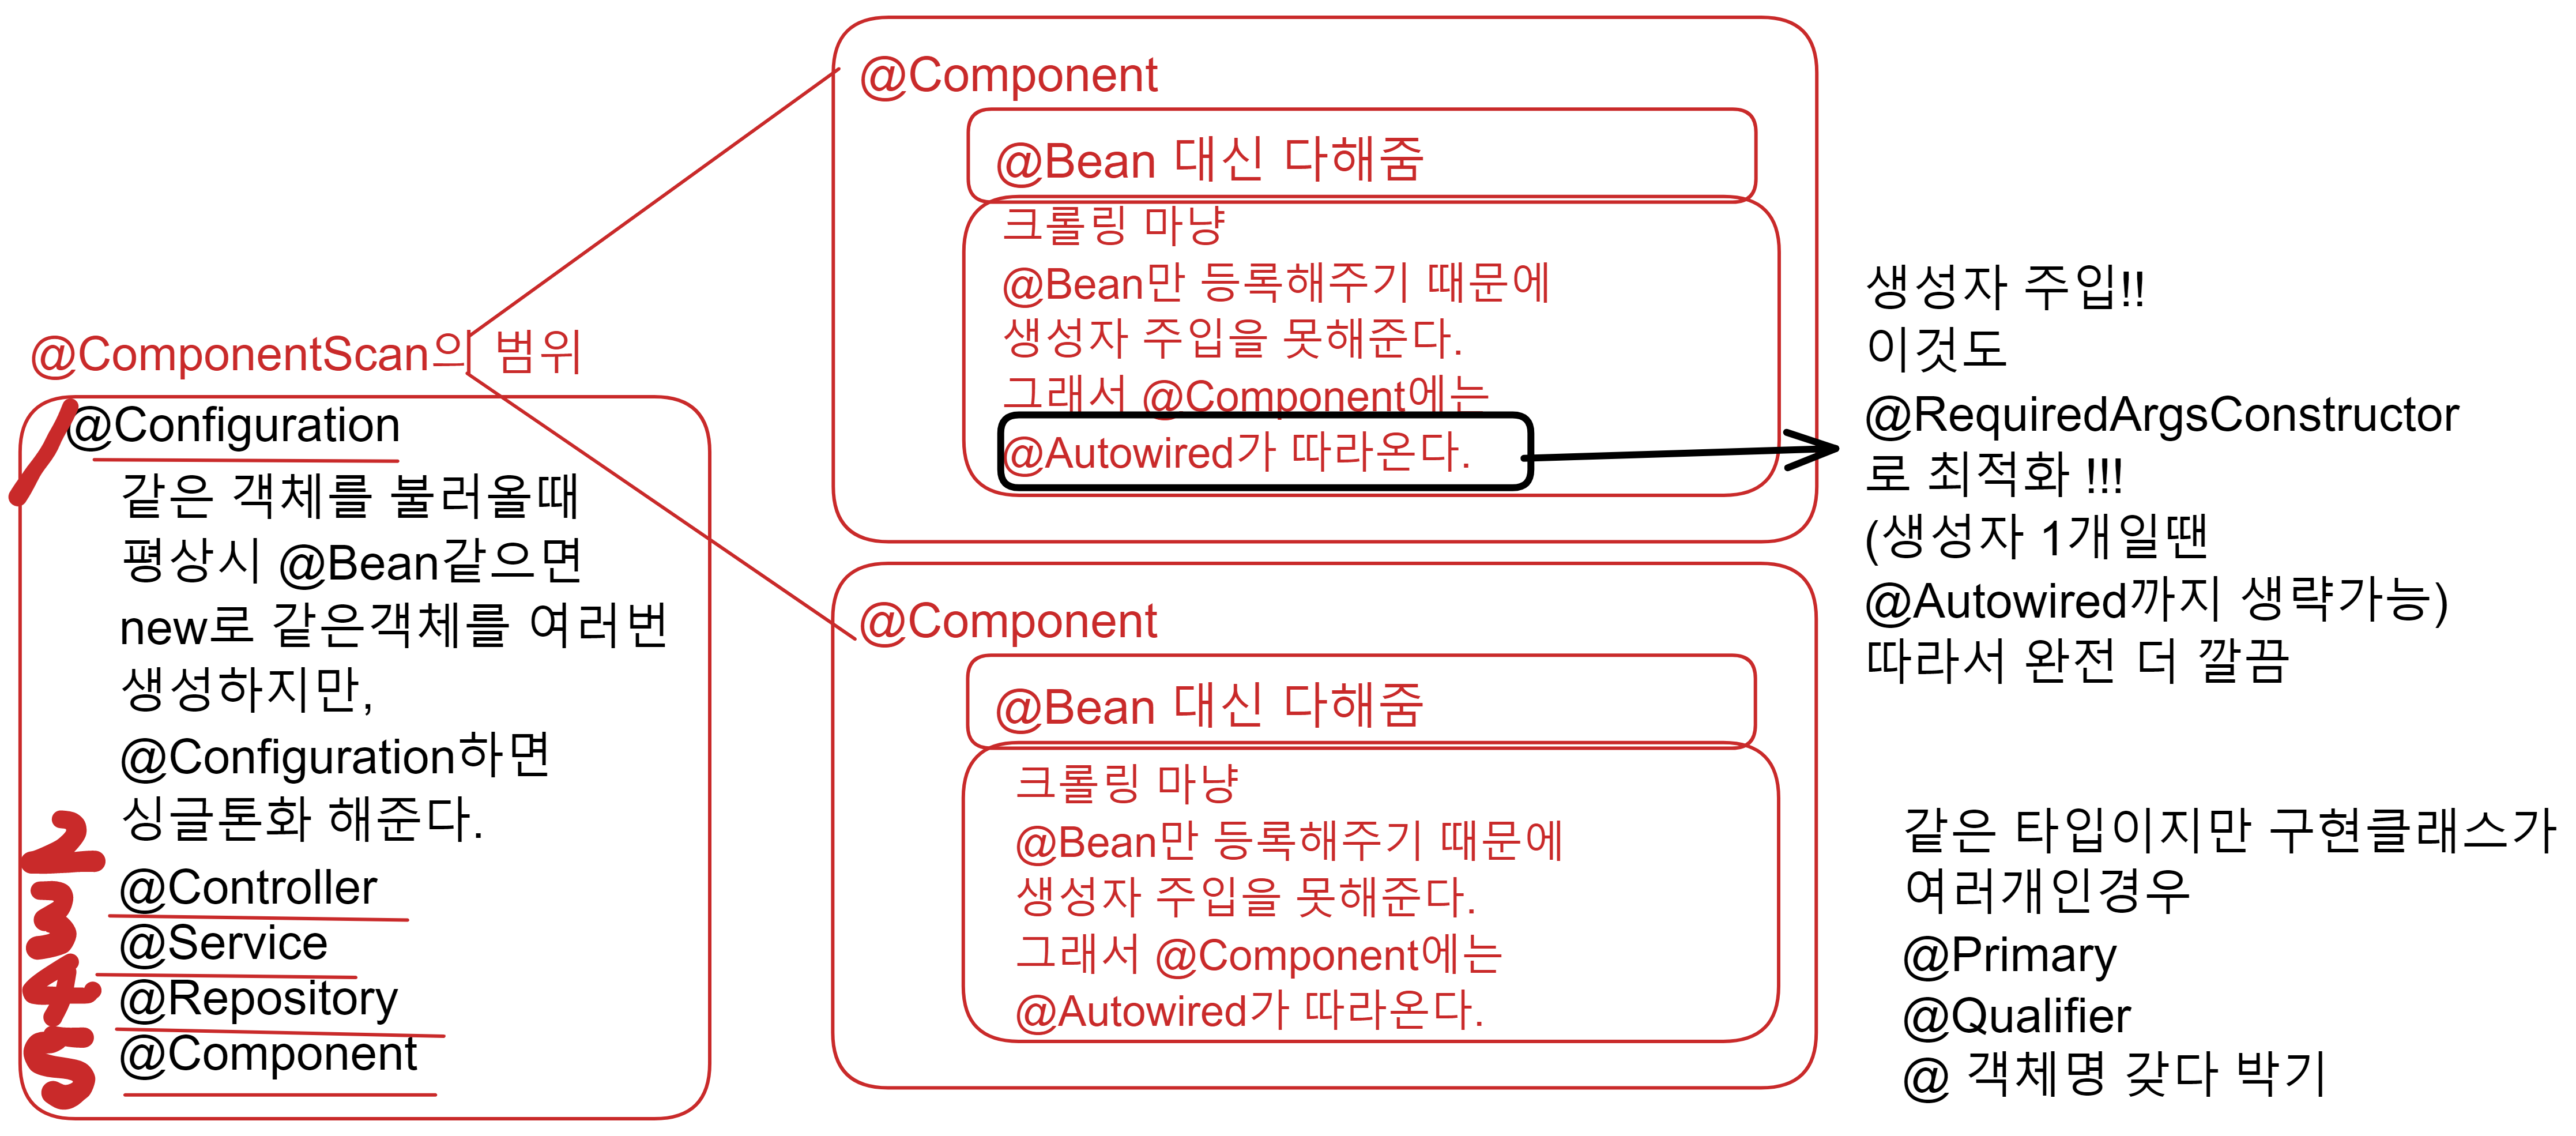 @ComponentScan의 범위
1
@Configuration
같은 객체를 불러올때
평상시 @Bean같으면
new로 같은객체를 여러번
생성하지만,
@Configuration하면
싱글톤화 해준다.
2
@Controller
3
@Service
4
@Repository
5
@Component
@Component
@Bean 대신 다해줌
크롤링 마냥
@Bean만 등록해주기 때문에
생성자 주입을 못해준다.
그래서 @Component에는
@Autowired가 따라온다.
@Component
@Bean 대신 다해줌
크롤링 마냥
@Bean만 등록해주기 때문에
생성자 주입을 못해준다.
그래서 @Component에는
@Autowired가 따라온다.
생성자 주입!!
이것도
@RequiredArgsConstructor
로 최적화 !!!
(생성자 1개일땐
@Autowired까지 생략가능)
따라서 완전 더 깔끔
같은 타입이지만 구현클래스가
여러개인경우
@Primary
@Qualifier
@ 객체명 갖다 박기